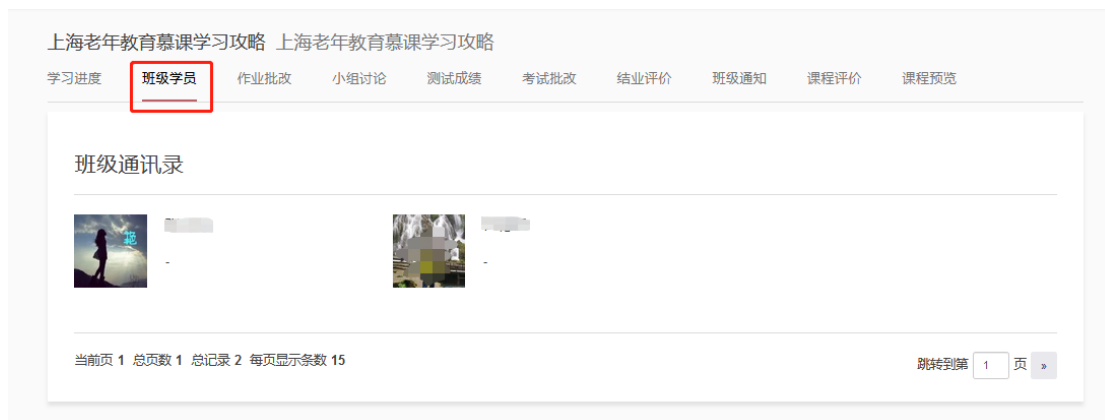 上海老年教育慕课学习攻略 上海老年教育慕课学习攻略
学习进度 班级学员 作业批改 小组讨论 测试成绩 考试批改 结业评价 班级通知 课程评价 课程预览
班级通讯录
- -
当前页 1 总页数 1 总记录 2 每页显示条数 15 跳转到第 1 页 »